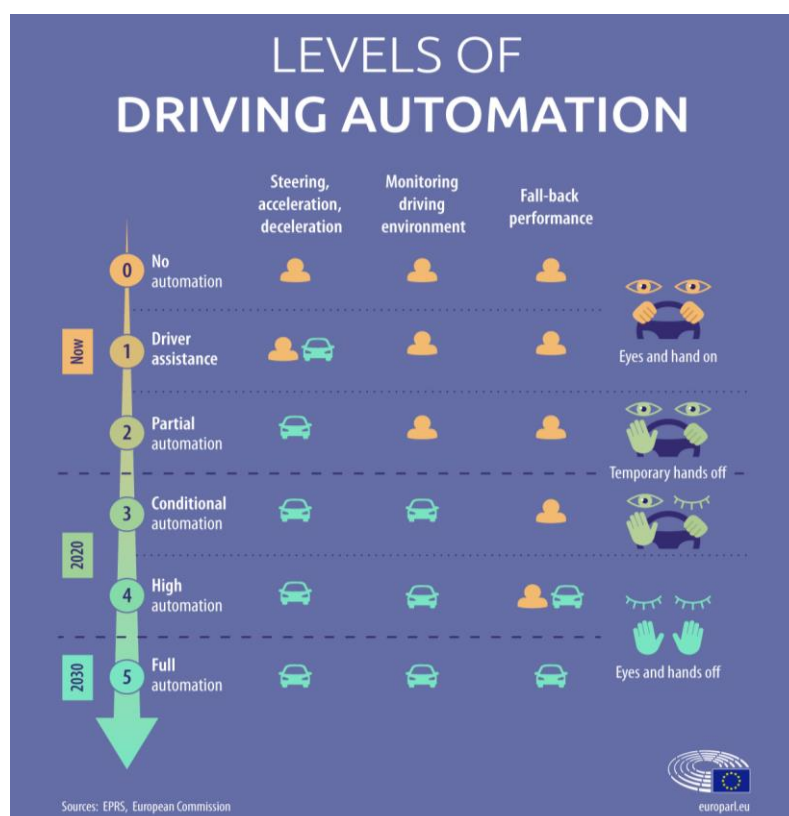 LEVELS OF
DRIVING AUTOMATION
Steering,
acceleration,
deceleration
Monitoring
driving
environment
Fall-back
performance
0
No
automation
Now
1
Driver
assistance
Eyes and hand on
2
Partial
automation
Temporary hands off
3
Conditional
automation
2020
4
High
automation
2030
5
Full
automation
Eyes and hands off
Sources: EPRS, European Commission
europarl.eu